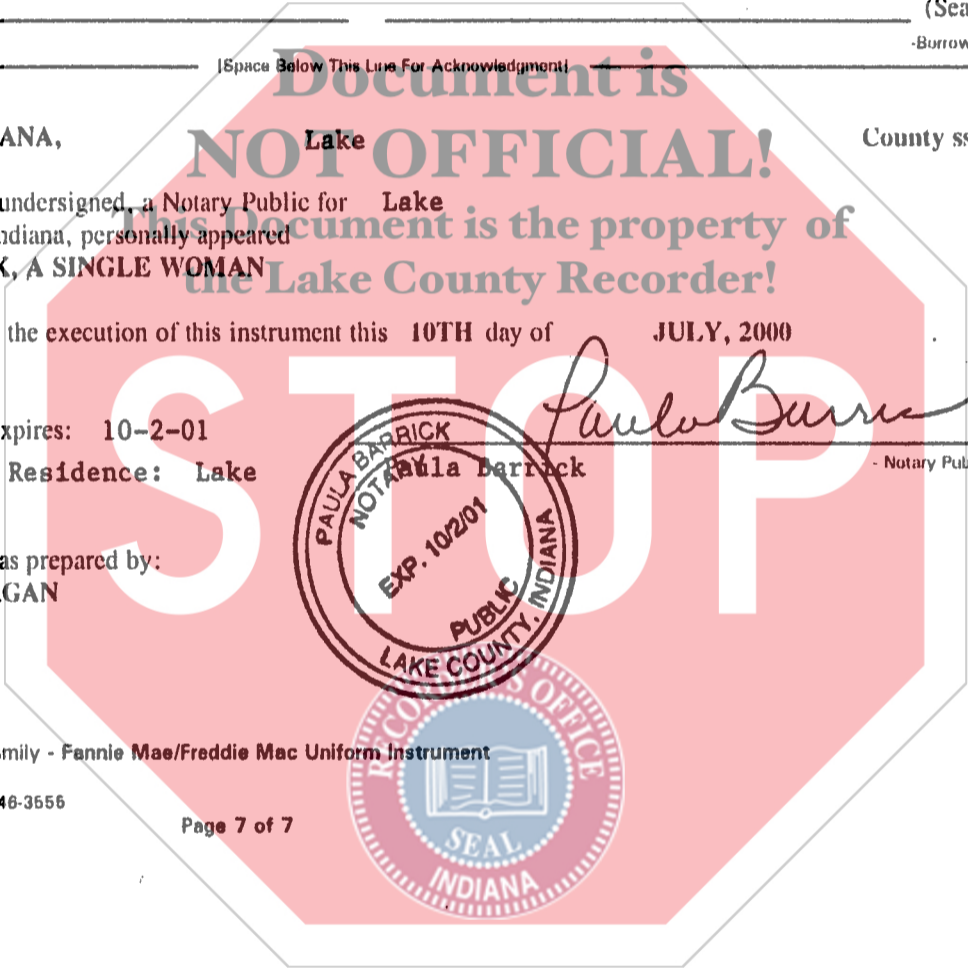 (Sea
-Borrow
[Space Below This Line For Acknowledgment]
Document is
ANA, Lake County ss
NOT OFFICIAL!
undersigned, a Notary Public for Lake
This Document is the property of
ndiana, personally appeared
K, A SINGLE WOMAN
the Lake County Recorder!
the execution of this instrument this 10TH day of JULY, 2000 .
STOP
Paula Barrick
xpires: 10-2-01
Residence: Lake Paula Barrick - Notary Pub
PAULA BARRICK
NOTARY
EXP. 10/2/01
PUBLIC
LAKE COUNTY, INDIANA
as prepared by:
GAN
RECORDER'S OFFICE
SEAL
INDIANA
mily - Fannie Mae/Freddie Mac Uniform Instrument
46-3555
Page 7 of 7